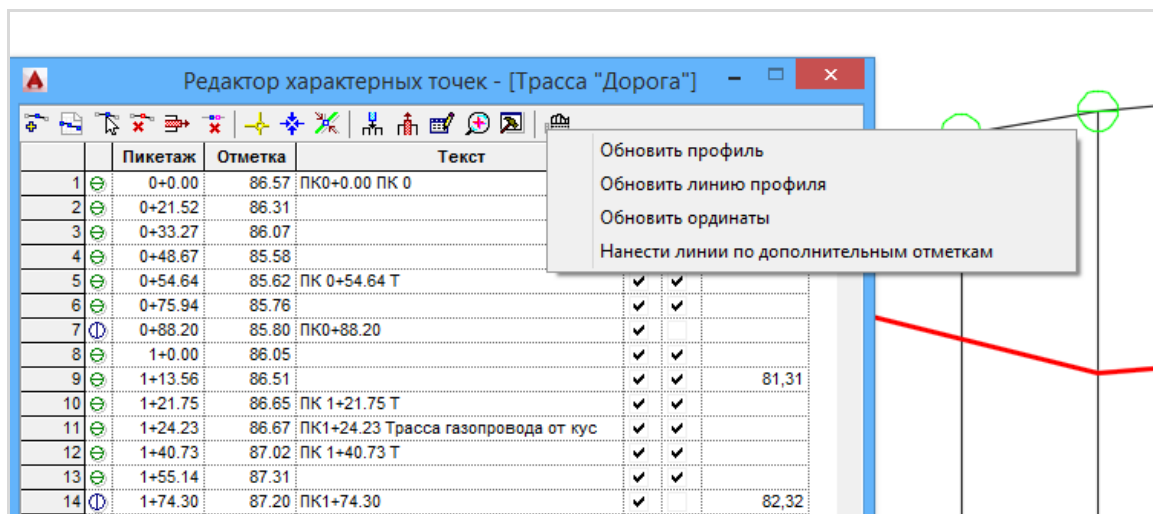 Редактор характерных точек - [Трасса "Дорога"]
Пикетаж Отметка Текст
Обновить профиль
Обновить линию профиля
Обновить ординаты
Нанести линии по дополнительным отметкам
1 0+0.00 86.57 ПК0+0.00 ПК 0
2 0+21.52 86.31
3 0+33.27 86.07
4 0+48.67 85.58
5 0+54.64 85.62 ПК 0+54.64 Т
6 0+75.94 85.76
7 0+88.20 85.80 ПК0+88.20
8 1+0.00 86.05
9 1+13.56 86.51 81,31
10 1+21.75 86.65 ПК 1+21.75 Т
11 1+24.23 86.67 ПК1+24.23 Трасса газопровода от кус
12 1+40.73 87.02 ПК 1+40.73 Т
13 1+55.14 87.31
14 1+74.30 87.20 ПК1+74.30 82,32